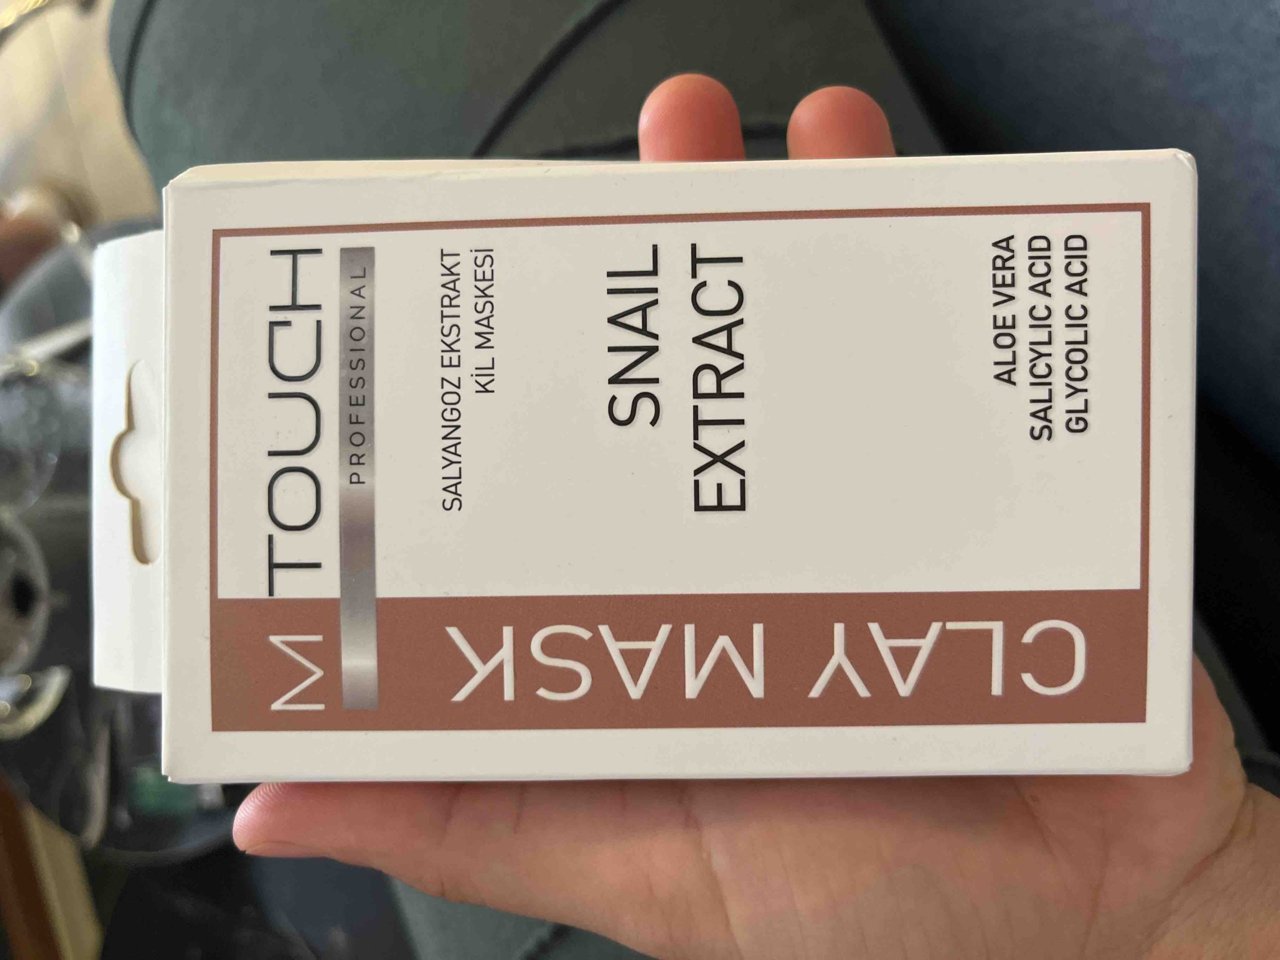 M TOUCH
PROFESSIONAL
SALYANGOZ EKSTRAKT
KİL MASKESİ
SNAIL
EXTRACT
ALOE VERA
SALICYLIC ACID
GLYCOLIC ACID
CLAY MASK